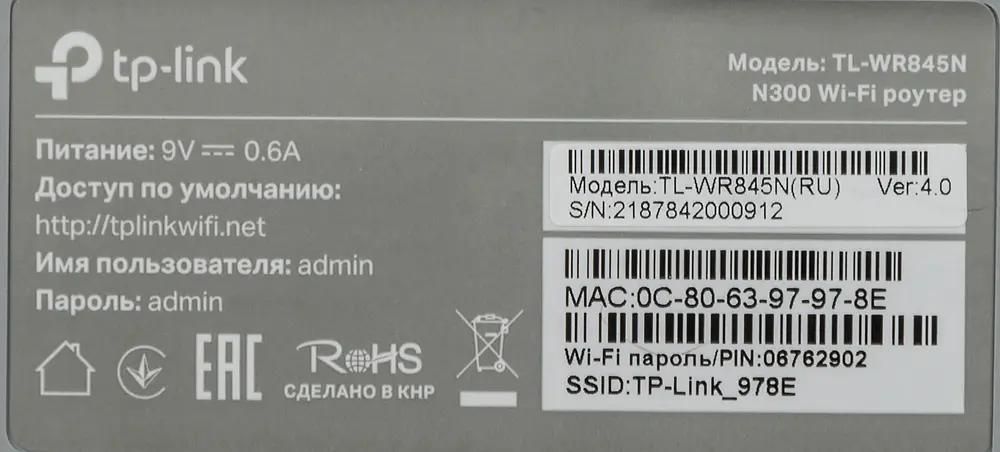 tp-link
Модель: TL-WR845N
N300 Wi-Fi роутер
Питание: 9V ⎓ 0.6A
Доступ по умолчанию:
http://tplinkwifi.net
Имя пользователя: admin
Пароль: admin
EAC
RoHS
СДЕЛАНО В КНР
Модель:TL-WR845N(RU) Ver:4.0
S/N:2187842000912
MAC:0C-80-63-97-97-8E
Wi-Fi пароль/PIN:06762902
SSID:TP-Link_978E